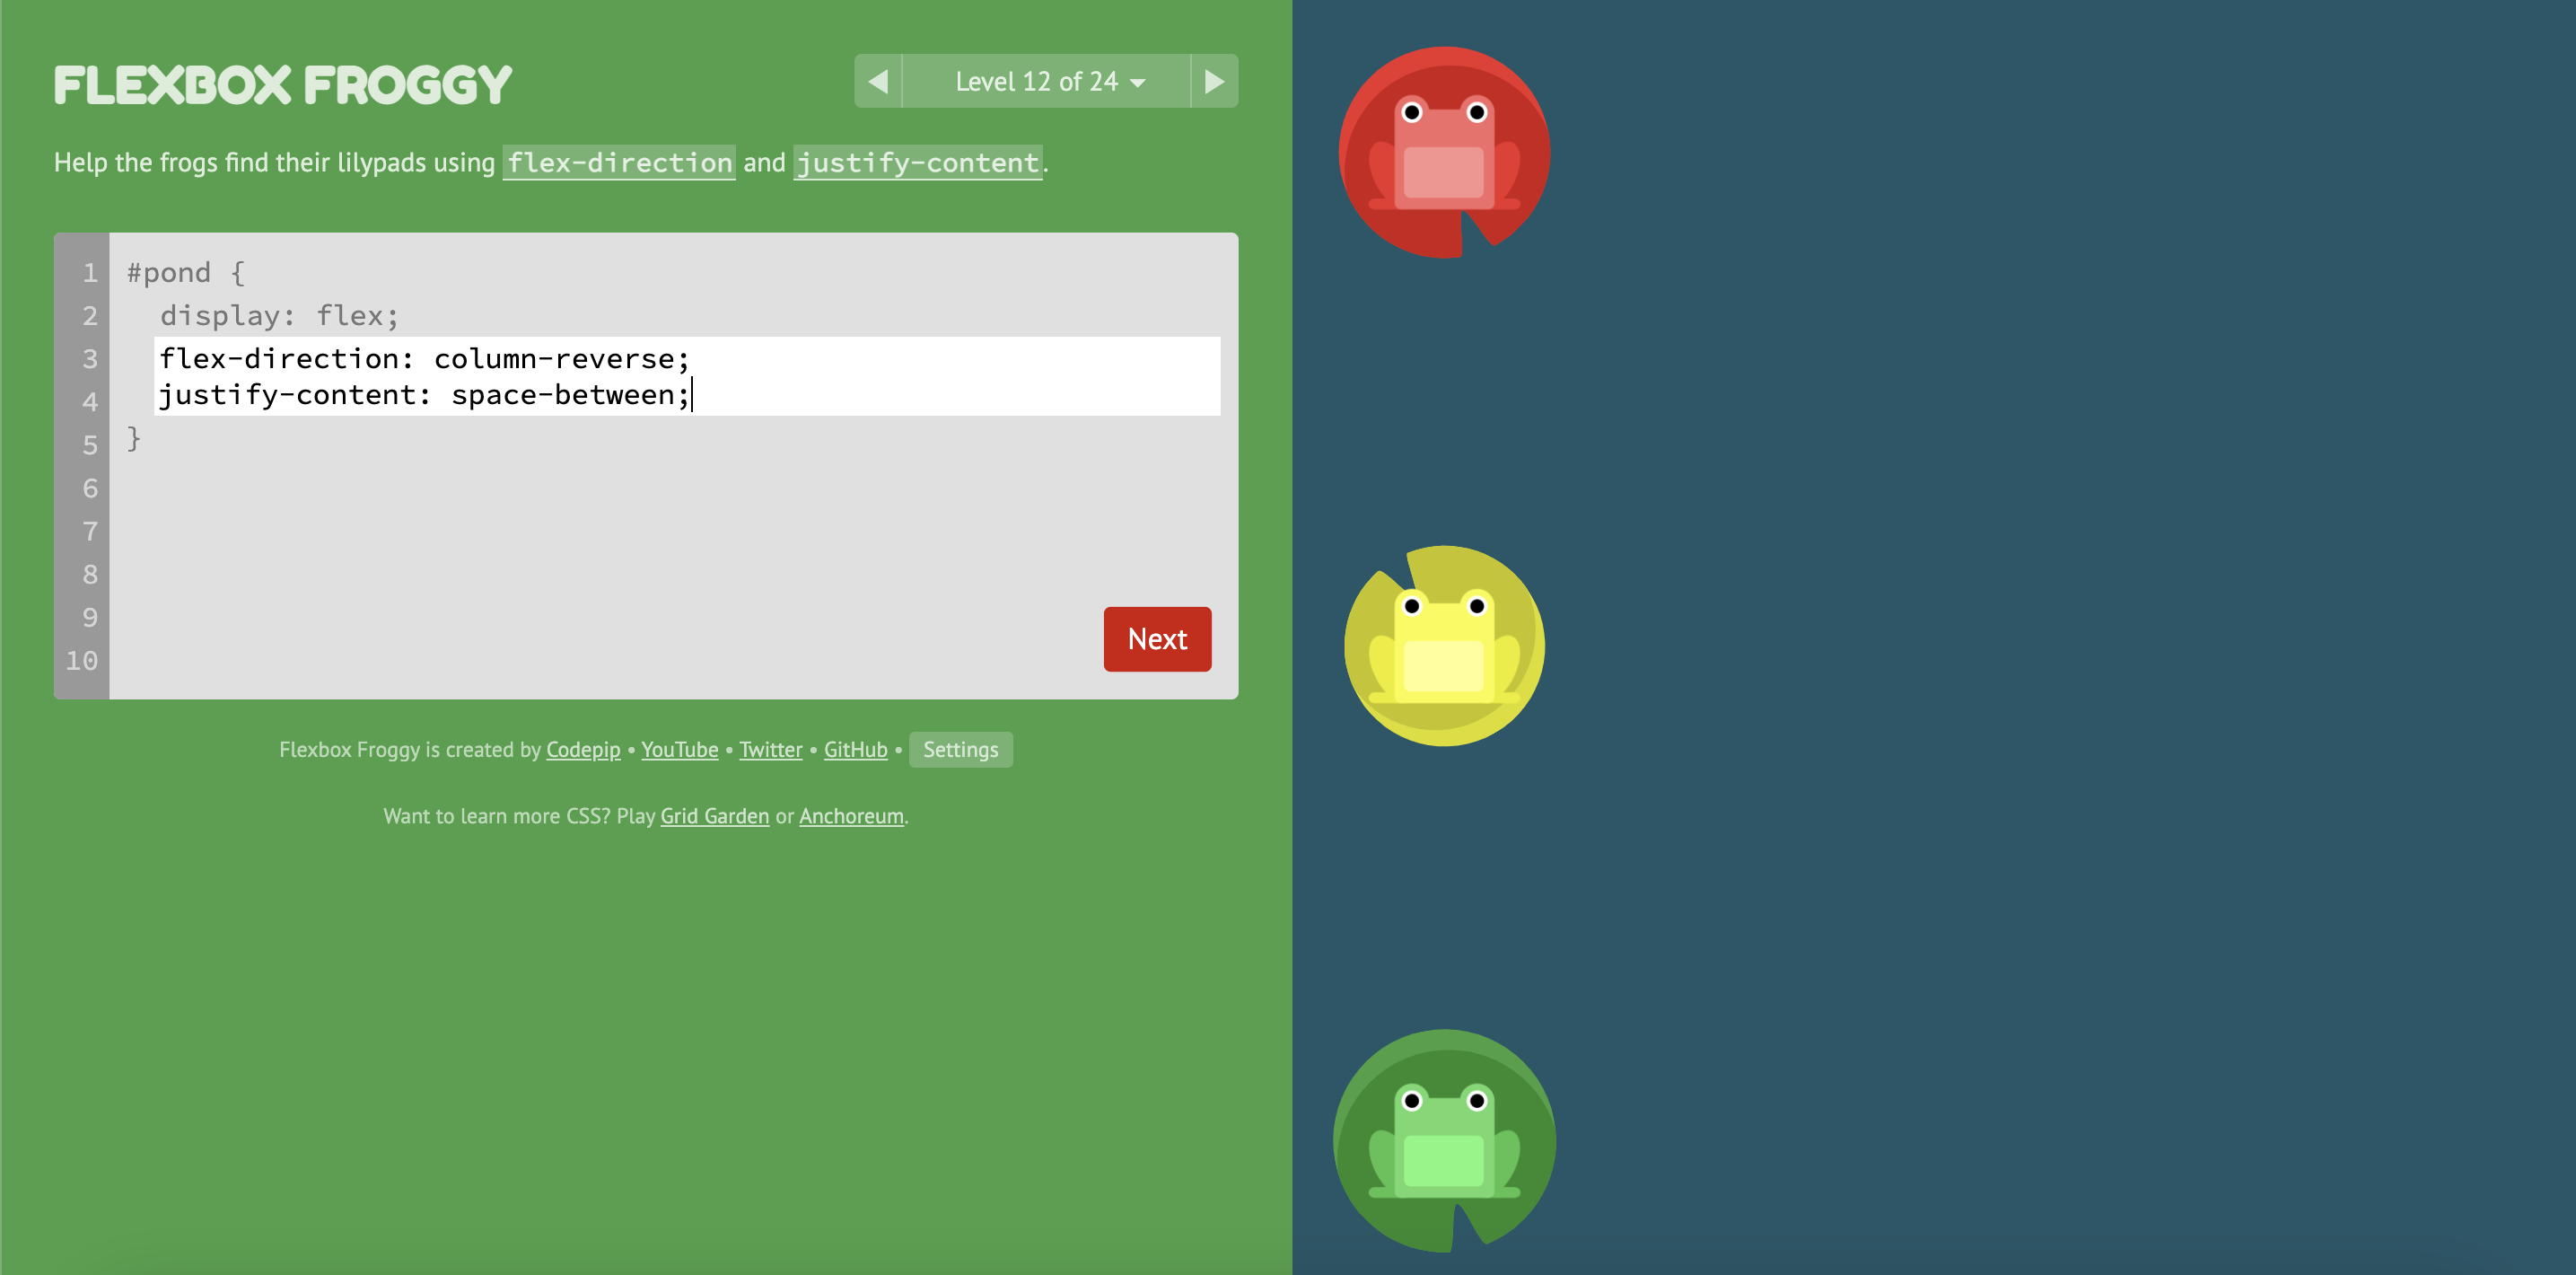 FLEXBOX FROGGY
Level 12 of 24
Help the frogs find their lilypads using flex-direction and justify-content.
1 #pond {
2 display: flex;
3 flex-direction: column-reverse;
4 justify-content: space-between;
5 }
6
7
8
9
10
Next
Flexbox Froggy is created by Codepip • YouTube • Twitter • GitHub • Settings
Want to learn more CSS? Play Grid Garden or Anchoreum.